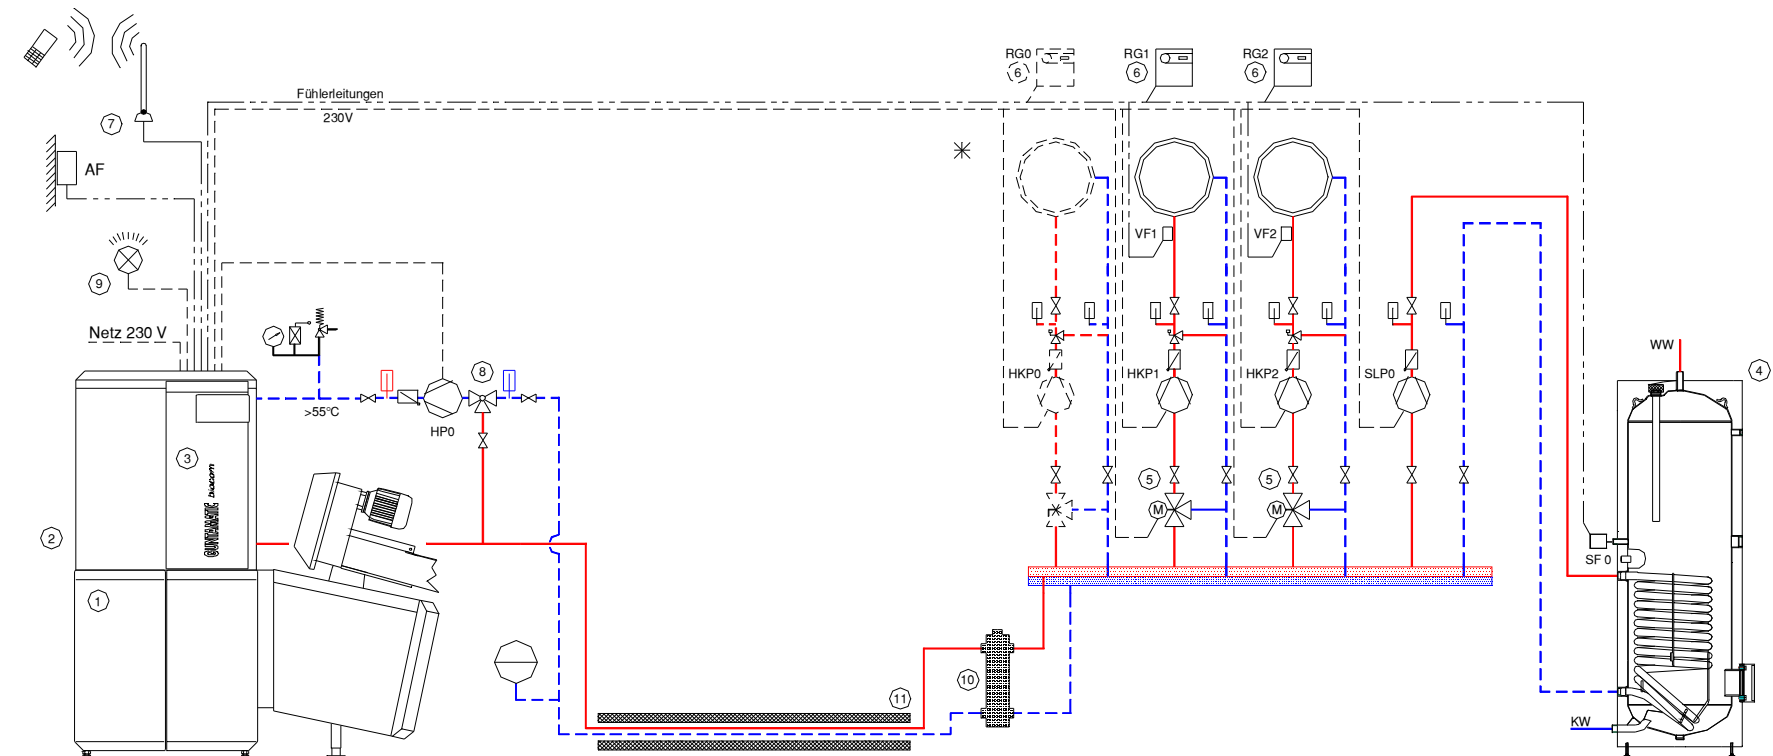 RG0
RG1
RG2
6
6
6
Fühlerleitungen
230V
7
AF
9
VF1
VF2
Netz 230 V
>55°C
8
HP0
HKP0
HKP1
HKP2
SLP0
WW
4
3
GUNTAMATIC biocom
5
5
M
M
2
SF 0
1
10
11
KW